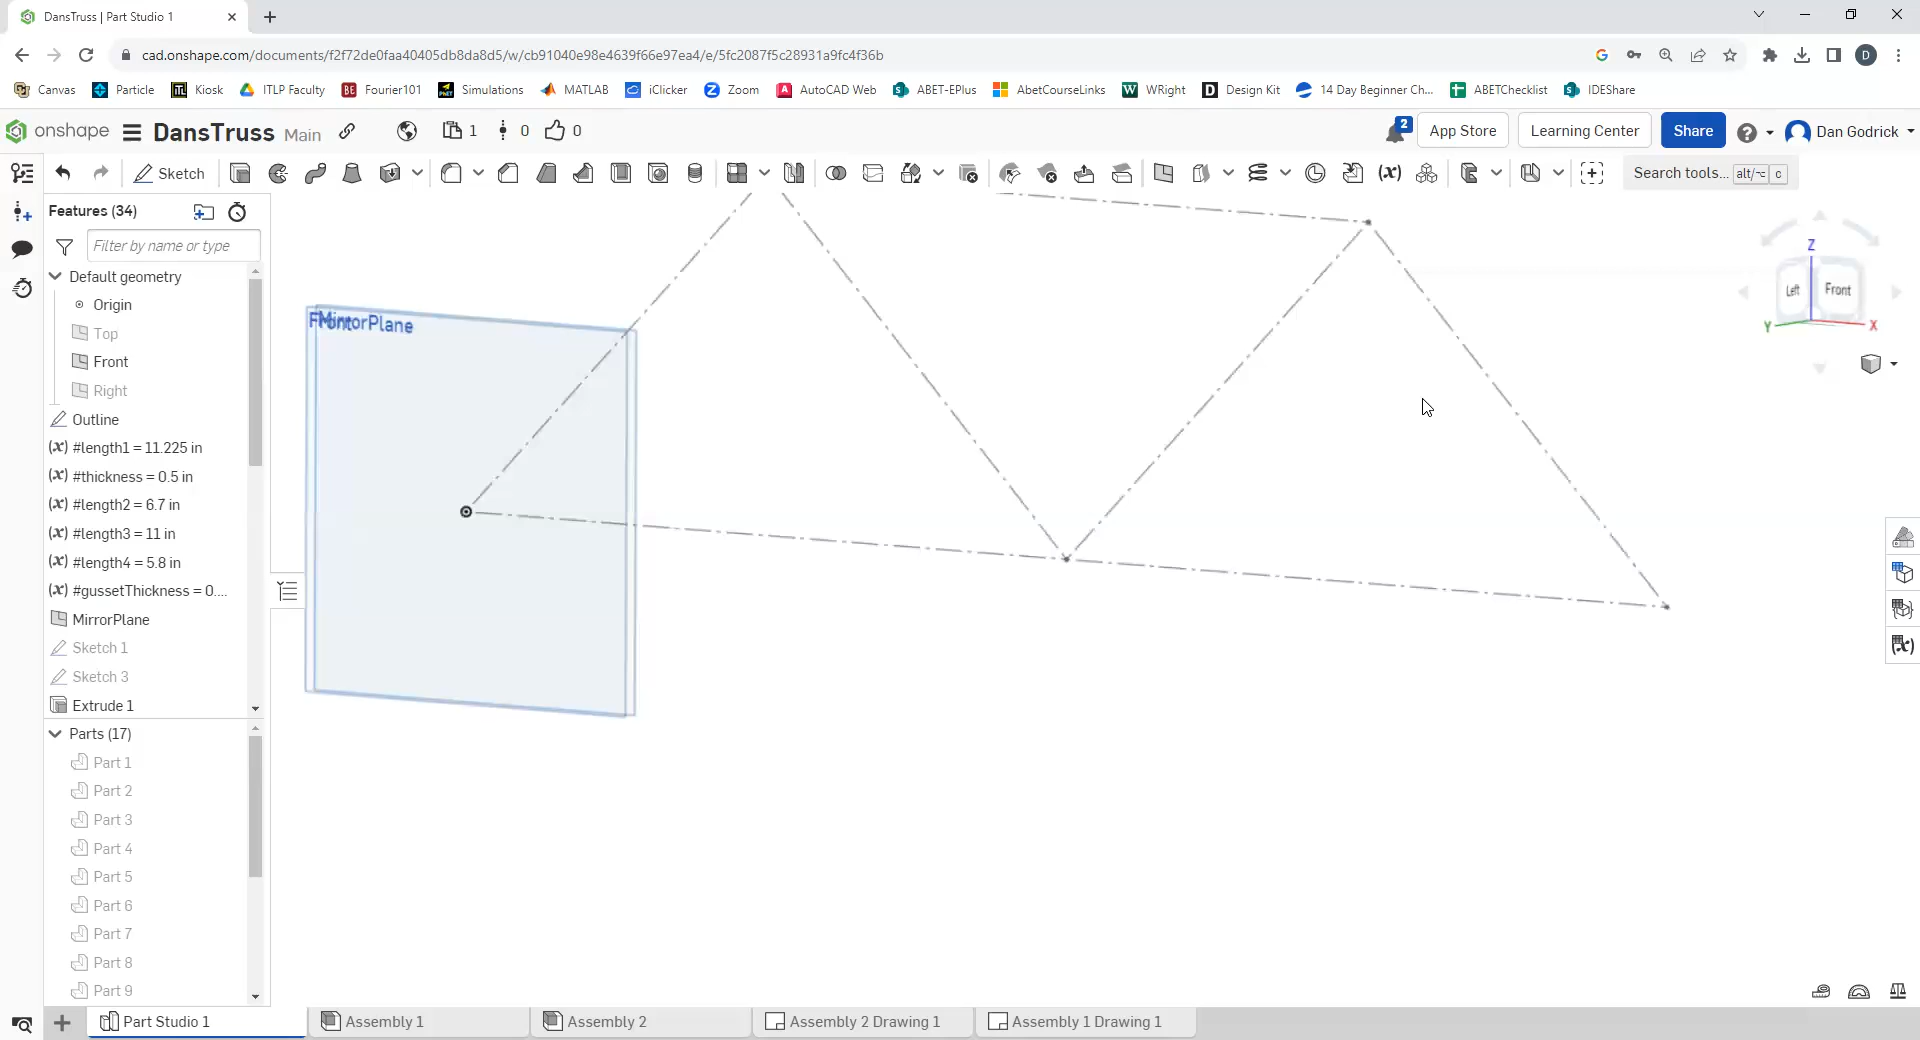 DansTruss | Part Studio 1
cad.onshape.com/documents/f2f72de0faa40405db8da8d5/w/cb91040e98e4639f66e97ea4/e/5fc2087f5c28931a9fc4f36b
D
Canvas Particle Kiosk ITLP Faculty BE Fourier101 Simulations MATLAB iClicker Zoom AutoCAD Web ABET-EPlus AbetCourseLinks WRight Design Kit 14 Day Beginner Ch... ABETChecklist IDEShare
onshape DansTruss Main 1 0 0 2 App Store Learning Center Share Dan Godrick
Sketch (x) Search tools... alt/⌥ c
Features (34)
Filter by name or type
Default geometry
Origin
Top
Front
Right
Outline
(x) #length1 = 11.225 in
(x) #thickness = 0.5 in
(x) #length2 = 6.7 in
(x) #length3 = 11 in
(x) #length4 = 5.8 in
(x) #gussetThickness = 0....
MirrorPlane
Sketch 1
Sketch 3
Extrude 1
Parts (17)
Part 1
Part 2
Part 3
Part 4
Part 5
Part 6
Part 7
Part 8
Part 9
Front
MirrorPlane
Z
Left Front
Y X
(x)
Part Studio 1 Assembly 1 Assembly 2 Assembly 2 Drawing 1 Assembly 1 Drawing 1